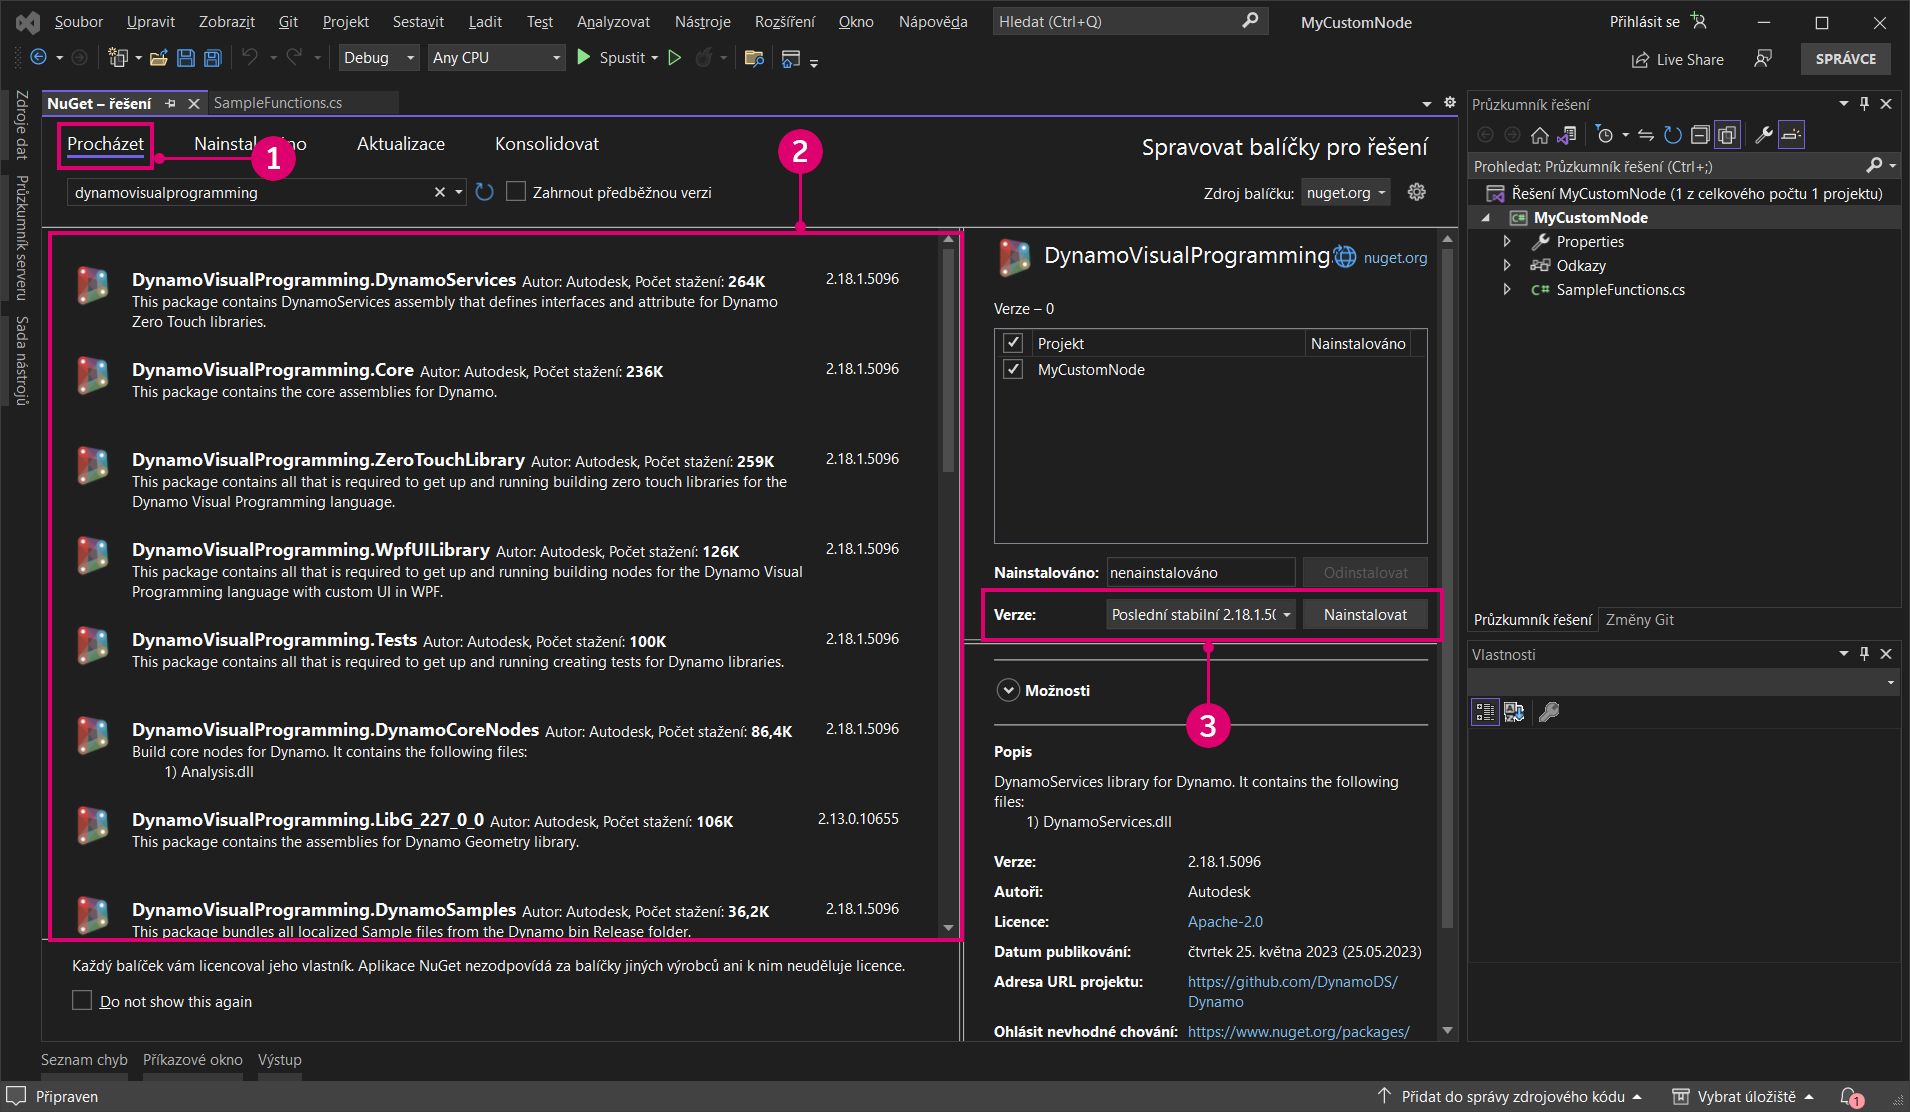 Soubor Upravit Zobrazit Git Projekt Sestavit Ladit Test Analyzovat Nástroje Rozšíření Okno Nápověda Hledat (Ctrl+Q) MyCustomNode Přihlásit se
Debug Any CPU Spustit Live Share SPRÁVCE
Zdroje dat
Průzkumník serveru
Sada nástrojů
NuGet – řešení SampleFunctions.cs
Procházet Aktualizace Konsolidovat
1
2
Spravovat balíčky pro řešení
dynamovisualprogramming Zahrnout předběžnou verzi Zdroj balíčku: nuget.org
DynamoVisualProgramming.DynamoServices Autor: Autodesk, Počet stažení: 264K 2.18.1.5096
This package contains DynamoServices assembly that defines interfaces and attribute for Dynamo
Zero Touch libraries.
DynamoVisualProgramming.Core Autor: Autodesk, Počet stažení: 236K 2.18.1.5096
This package contains the core assemblies for Dynamo.
DynamoVisualProgramming.ZeroTouchLibrary Autor: Autodesk, Počet stažení: 259K 2.18.1.5096
This package contains all that is required to get up and running building zero touch libraries for the
Dynamo Visual Programming language.
DynamoVisualProgramming.WpfUILibrary Autor: Autodesk, Počet stažení: 126K 2.18.1.5096
This package contains all that is required to get up and running building nodes for the Dynamo Visual
Programming language with custom UI in WPF.
DynamoVisualProgramming.Tests Autor: Autodesk, Počet stažení: 100K 2.18.1.5096
This package contains all that is required to get up and running creating tests for Dynamo libraries.
DynamoVisualProgramming.DynamoCoreNodes Autor: Autodesk, Počet stažení: 86,4K 2.18.1.5096
Build core nodes for Dynamo. It contains the following files:
1) Analysis.dll
DynamoVisualProgramming.LibG_227_0_0 Autor: Autodesk, Počet stažení: 106K 2.13.0.10655
This package contains the assemblies for Dynamo Geometry library.
DynamoVisualProgramming.DynamoSamples Autor: Autodesk, Počet stažení: 36,2K 2.18.1.5096
This package bundles all localized Sample files from the Dynamo bin Release folder.
Každý balíček vám licencoval jeho vlastník. Aplikace NuGet nezodpovídá za balíčky jiných výrobců ani k nim neuděluje licence.
Do not show this again
DynamoVisualProgramming. nuget.org
Verze – 0
Projekt Nainstalováno
MyCustomNode
Nainstalováno: nenainstalováno Odinstalovat
Verze: Poslední stabilní 2.18.1.50 Nainstalovat
3
Možnosti
Popis
DynamoServices library for Dynamo. It contains the following
files:
1) DynamoServices.dll
Verze: 2.18.1.5096
Autoři: Autodesk
Licence: Apache-2.0
Datum publikování: čtvrtek 25. května 2023 (25.05.2023)
Adresa URL projektu: https://github.com/DynamoDS/
Dynamo
Ohlásit nevhodné chování: https://www.nuget.org/packages/
Průzkumník řešení
Prohledat: Průzkumník řešení (Ctrl+;)
Řešení MyCustomNode (1 z celkového počtu 1 projektu)
C# MyCustomNode
Properties
Odkazy
C# SampleFunctions.cs
Průzkumník řešení Změny Git
Vlastnosti
Seznam chyb Příkazové okno Výstup
Připraven Přidat do správy zdrojového kódu Vybrat úložiště 1